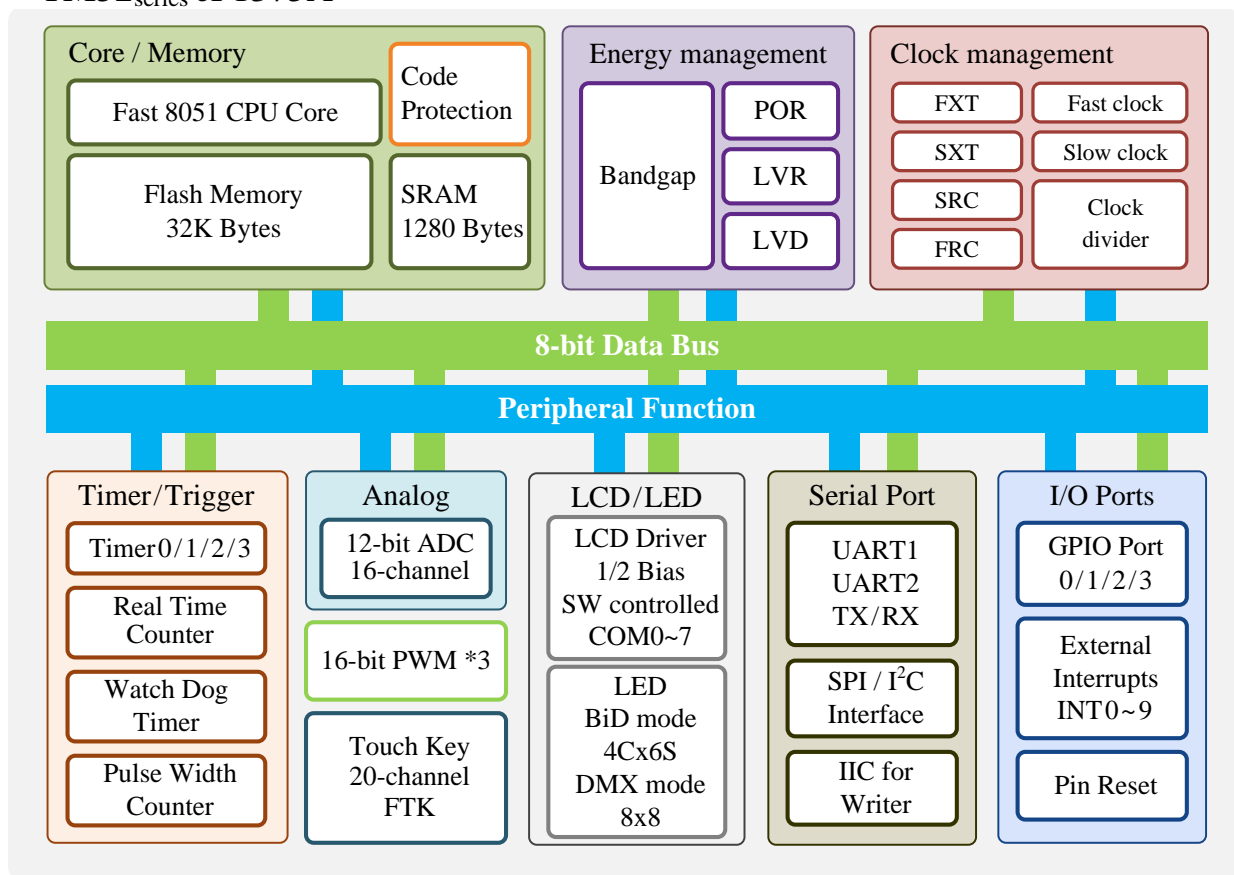 Core / Memory
Fast 8051 CPU Core
Code
Protection
Flash Memory
32K Bytes
SRAM
1280 Bytes
Energy management
Bandgap
POR
LVR
LVD
Clock management
FXT
SXT
SRC
FRC
Fast clock
Slow clock
Clock
divider
8-bit Data Bus
Peripheral Function
Timer/Trigger
Timer0/1/2/3
Real Time
Counter
Watch Dog
Timer
Pulse Width
Counter
Analog
12-bit ADC
16-channel
16-bit PWM *3
Touch Key
20-channel
FTK
LCD/LED
LCD Driver
1/2 Bias
SW controlled
COM0~7
LED
BiD mode
4Cx6S
DMX mode
8x8
Serial Port
UART1
UART2
TX/RX
SPI / I²C
Interface
IIC for
Writer
I/O Ports
GPIO Port
0/1/2/3
External
Interrupts
INT0~9
Pin Reset